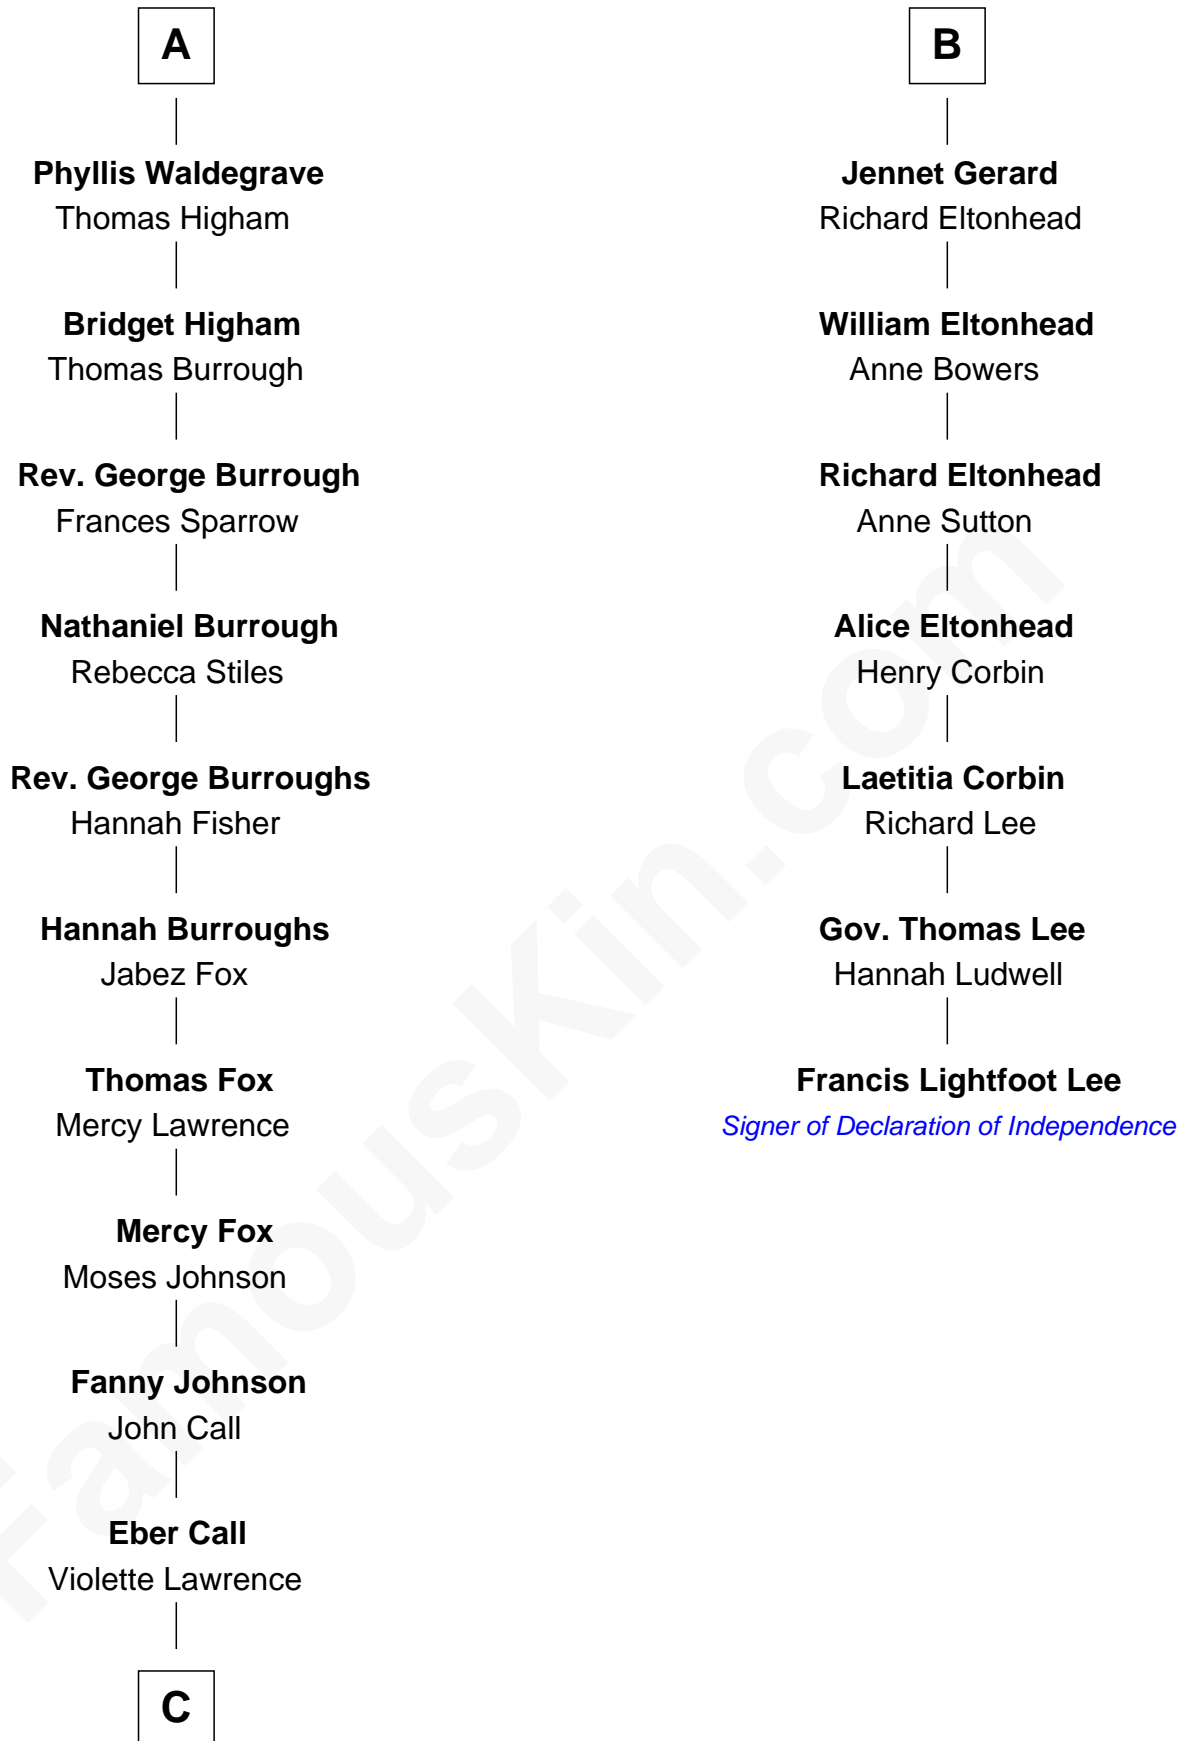 A
Phyllis Waldegrave
Thomas Higham
Bridget Higham
Thomas Burrough
Rev. George Burrough
Frances Sparrow
Nathaniel Burrough
Rebecca Stiles
Rev. George Burroughs
Hannah Fisher
Hannah Burroughs
Jabez Fox
Thomas Fox
Mercy Lawrence
Mercy Fox
Moses Johnson
Fanny Johnson
John Call
Eber Call
Violette Lawrence
C
B
Jennet Gerard
Richard Eltonhead
William Eltonhead
Anne Bowers
Richard Eltonhead
Anne Sutton
Alice Eltonhead
Henry Corbin
Laetitia Corbin
Richard Lee
Gov. Thomas Lee
Hannah Ludwell
Francis Lightfoot Lee
Signer of Declaration of Independence
FamousKin.com